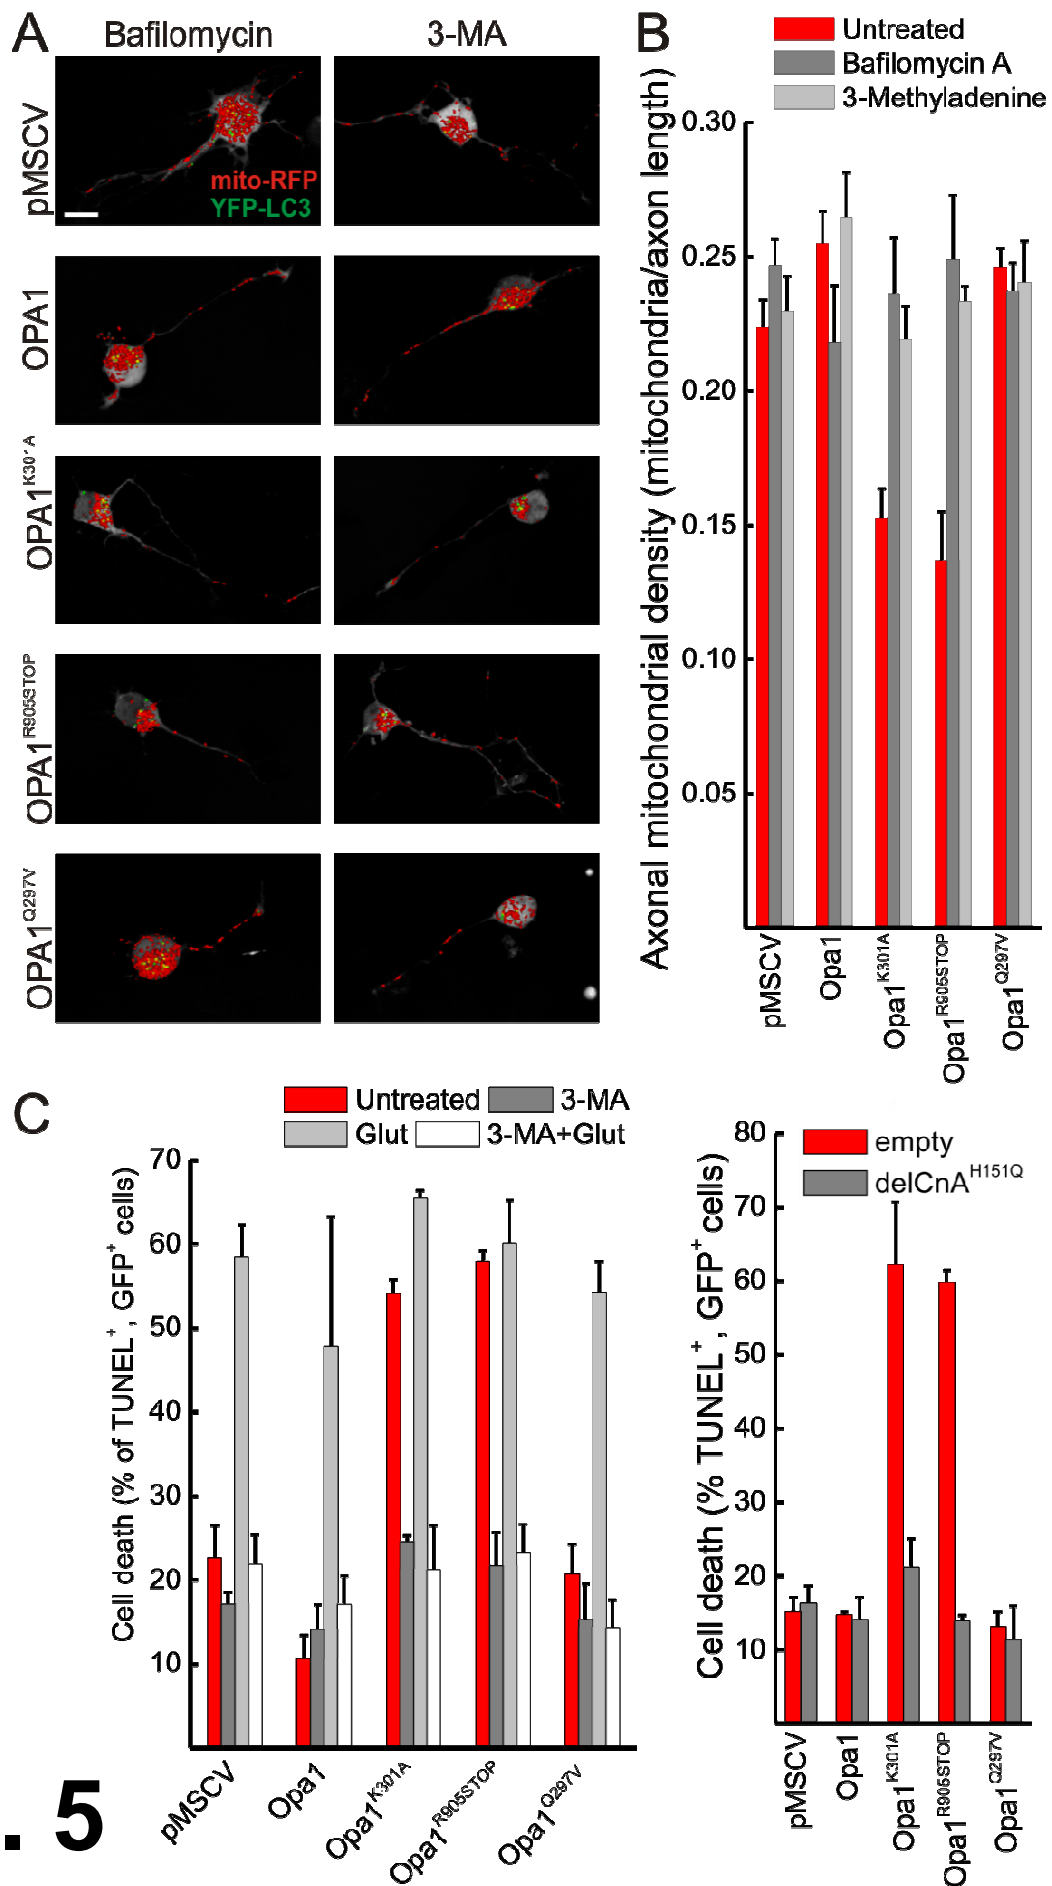 A
Bafilomycin
3-MA
pMSCV
mito-RFP
YFP-LC3
OPA1
OPA1K301A
OPA1R905STOP
OPA1Q297V
B
Untreated
Bafilomycin A
3-Methyladenine
Axonal mitochondrial density (mitochondria/axon length)
0.30
0.25
0.20
0.15
0.10
0.05
pMSCV
Opa1
Opa1K301A
Opa1R905STOP
Opa1Q297V
C
Untreated
3-MA
Glut
3-MA+Glut
Cell death (% of TUNEL+, GFP+ cells)
70
60
50
40
30
20
10
pMSCV
Opa1
Opa1K301A
Opa1R905STOP
Opa1Q297V
empty
delCnAH151Q
Cell death (% TUNEL+, GFP+ cells)
80
70
60
50
40
30
20
10
pMSCV
Opa1
Opa1K301A
Opa1R905STOP
Opa1Q297V
. 5